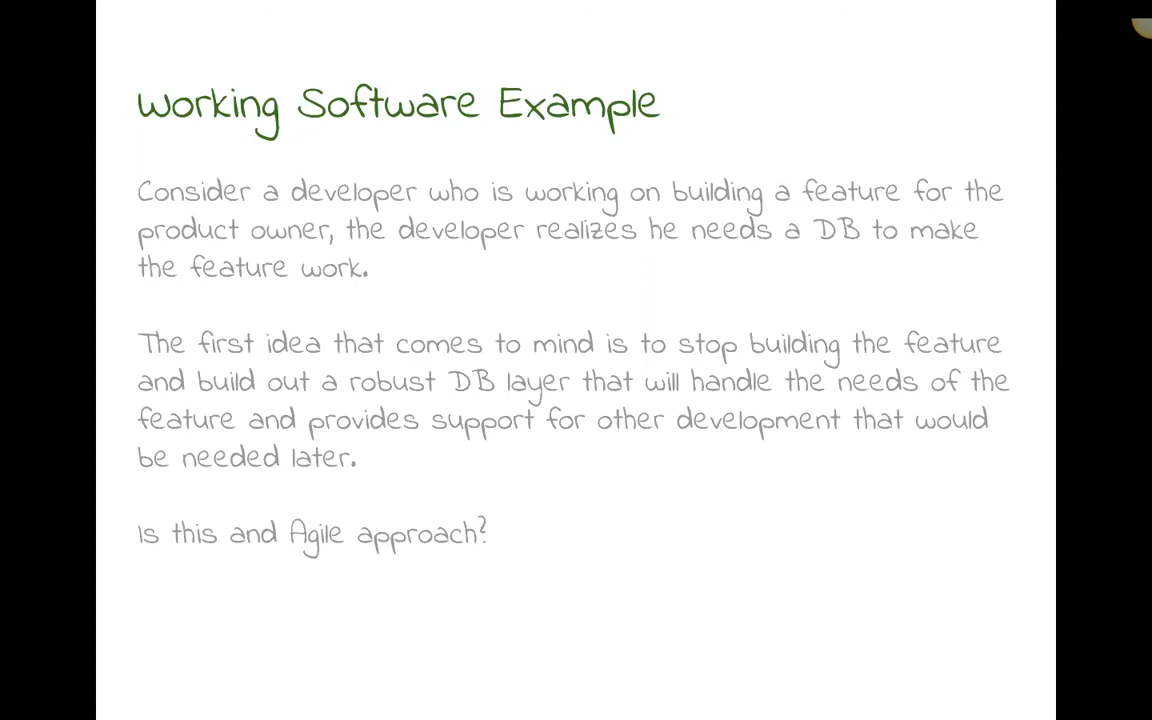 Working Software Example
Consider a developer who is working on building a feature for the
product owner, the developer realizes he needs a DB to make
the feature work.
The first idea that comes to mind is to stop building the feature
and build out a robust DB layer that will handle the needs of the
feature and provides support for other development that would
be needed later.
Is this and Agile approach?